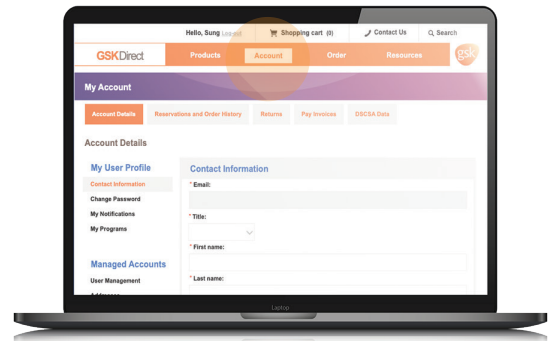 Hello, Sung Log out
Shopping cart (0)
Contact Us
Search
GSKDirect
Products
Account
Order
Resources
gsk
My Account
Account Details
Reservations and Order History
Returns
Pay Invoices
DSCSA Data
Account Details
My User Profile
Contact Information
Change Password
My Notifications
My Programs
Managed Accounts
User Management
Contact Information
* Email:
* Title:
* First name:
* Last name:
Laptop